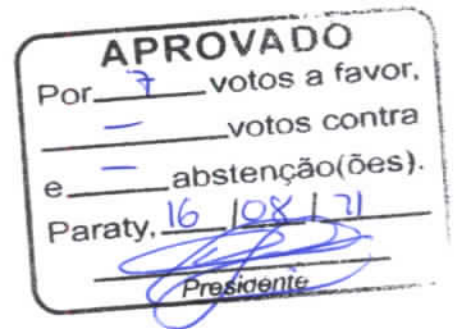 APROVADO
Por 7 votos a favor,
— votos contra
e — abstenção(ões).
Paraty, 16 / 08 / 21
Presidente